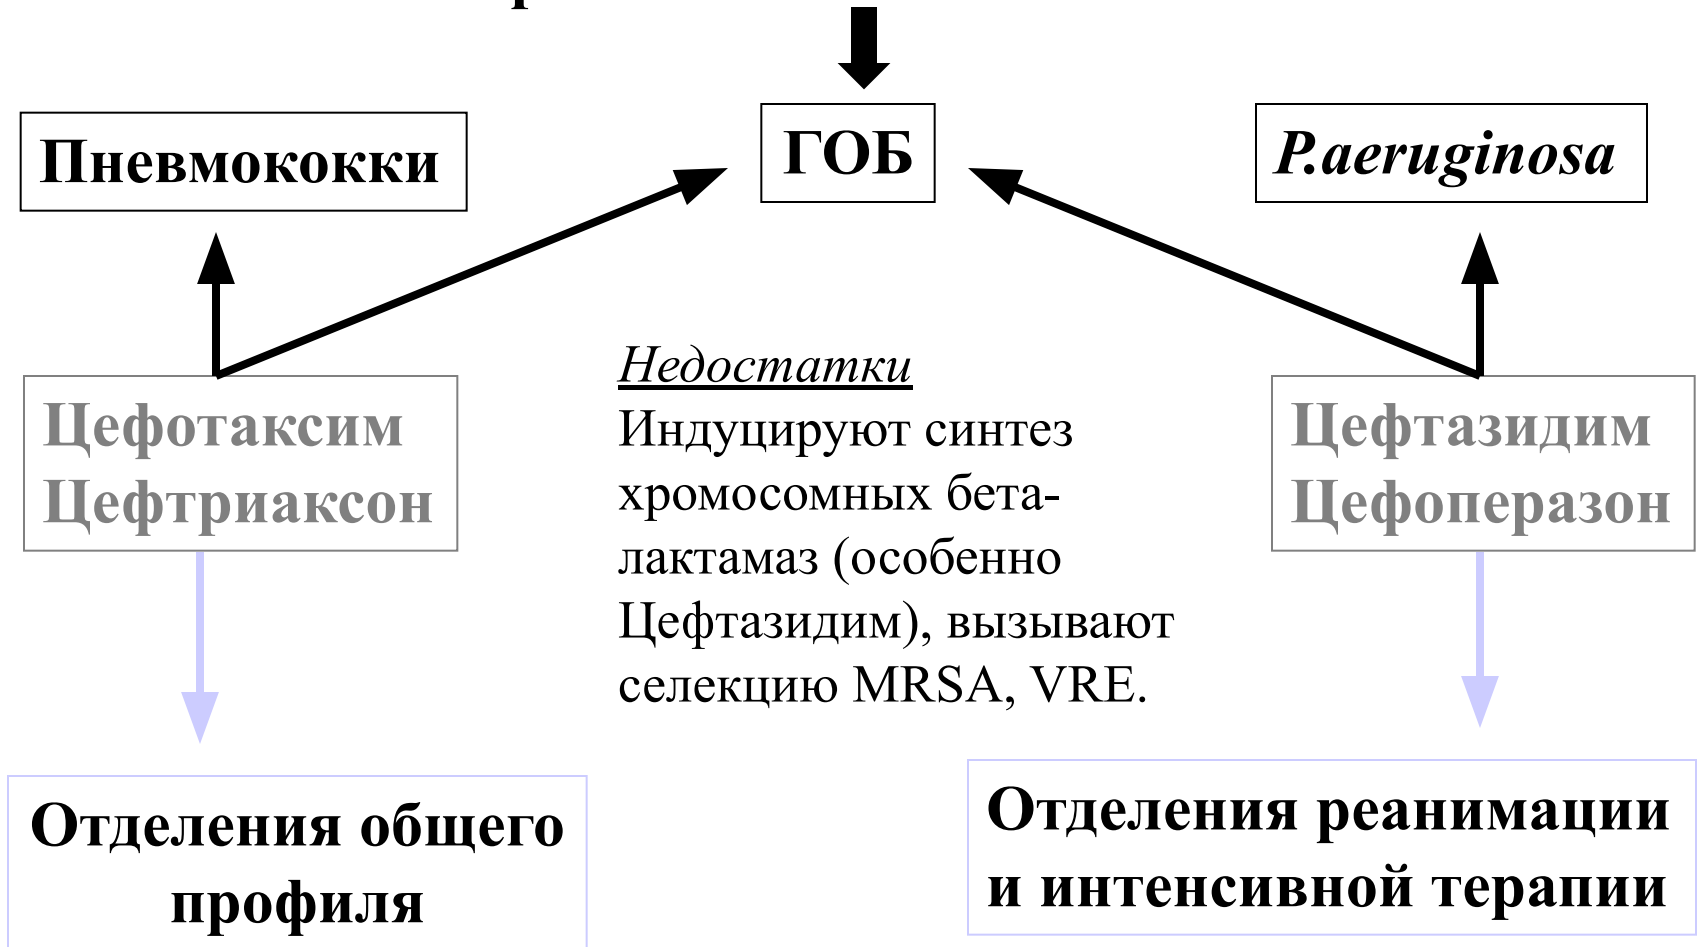 Пневмококки
ГОБ
P.aeruginosa
Цефотаксим
Цефтриаксон
Недостатки
Индуцируют синтез
хромосомных бета-
лактамаз (особенно
Цефтазидим), вызывают
селекцию MRSA, VRE.
Цефтазидим
Цефоперазон
Отделения общего
профиля
Отделения реанимации
и интенсивной терапии